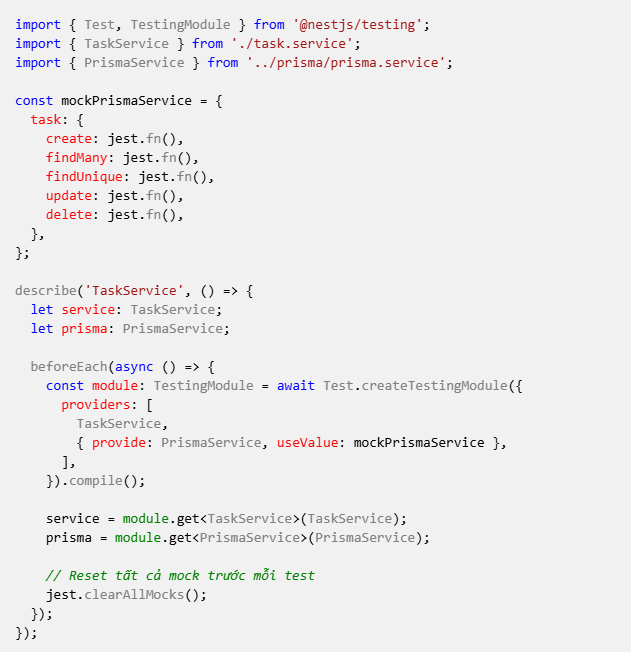 import { Test, TestingModule } from '@nestjs/testing';
import { TaskService } from './task.service';
import { PrismaService } from '../prisma/prisma.service';

const mockPrismaService = {
  task: {
    create: jest.fn(),
    findMany: jest.fn(),
    findUnique: jest.fn(),
    update: jest.fn(),
    delete: jest.fn(),
  },
};

describe('TaskService', () => {
  let service: TaskService;
  let prisma: PrismaService;

  beforeEach(async () => {
    const module: TestingModule = await Test.createTestingModule({
      providers: [
        TaskService,
        { provide: PrismaService, useValue: mockPrismaService },
      ],
    }).compile();

    service = module.get<TaskService>(TaskService);
    prisma = module.get<PrismaService>(PrismaService);

    // Reset tất cả mock trước mỗi test
    jest.clearAllMocks();
  });
});